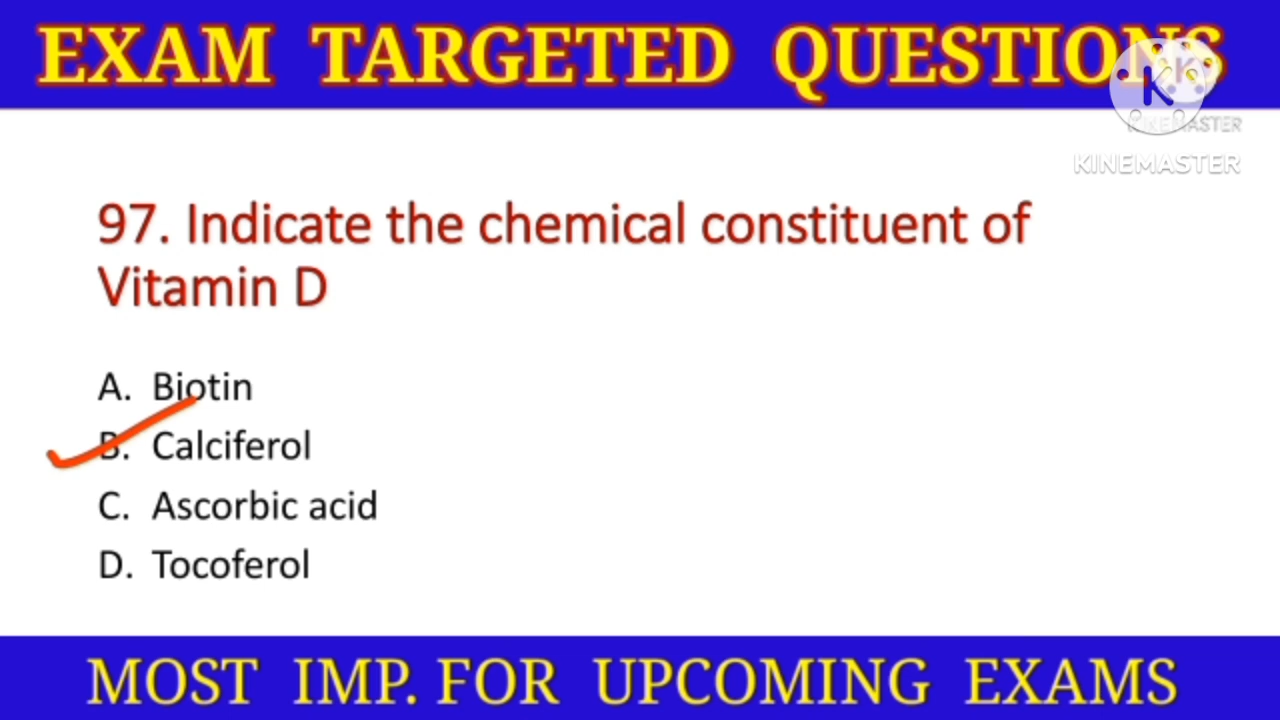 EXAM TARGETED QUESTIONS
KINEMASTER
KINEMASTER
97. Indicate the chemical constituent of
Vitamin D
A. Biotin
B. Calciferol
C. Ascorbic acid
D. Tocoferol
MOST IMP. FOR UPCOMING EXAMS